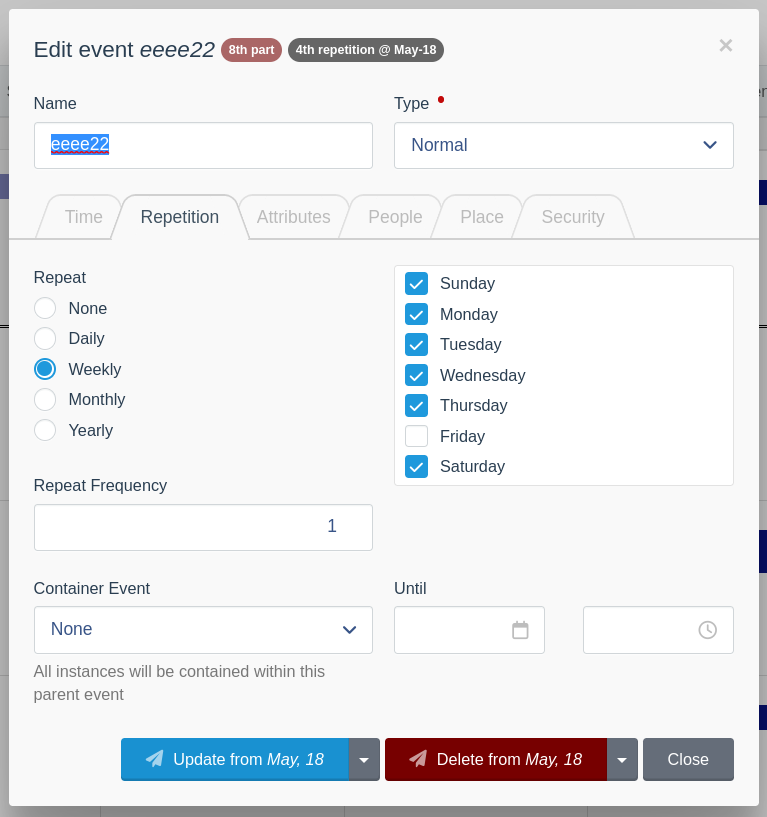 Edit event eeee22 8th part 4th repetition @ May-18 ×
Name
Type
eeee22
Normal
Time Repetition Attributes People Place Security
Repeat
None
Daily
Weekly
Monthly
Yearly
Sunday
Monday
Tuesday
Wednesday
Thursday
Friday
Saturday
Repeat Frequency
1
Container Event
None
All instances will be contained within this
parent event
Until
Update from May, 18 Delete from May, 18 Close